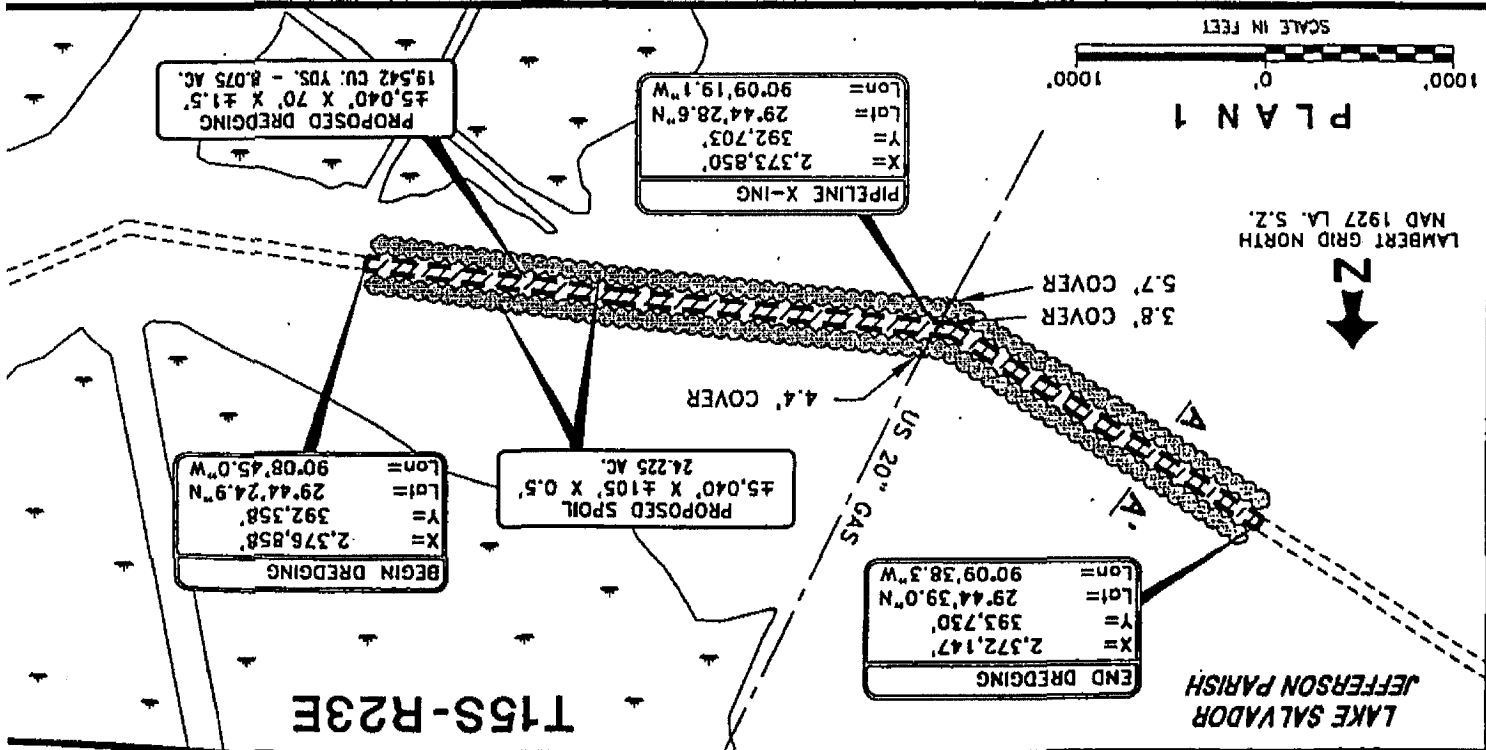 LAKE SALVADOR
JEFFERSON PARISH
T15S-R23E
END DREDGING
X= 2,372,147'
Y= 393,730'
Lat= 29°44'39.0"N
Lon= 90°09'38.3"W
BEGIN DREDGING
X= 2,376,858'
Y= 392,358'
Lat= 29°44'24.9"N
Lon= 90°08'45.0"W
PROPOSED SPOIL
±5,040' X ±105' X 0.5'
24.225 AC.
US 20" GAS
A'
A
4.4' COVER
3.8' COVER
5.7' COVER
N
LAMBERT GRID NORTH
NAD 1927 LA. S.Z.
PIPELINE X-ING
X= 2,373,850'
Y= 392,703'
Lat= 29°44'28.6"N
Lon= 90°09'19.1"W
PROPOSED DREDGING
±5,040' X 70' X ±1.5'
19,542 CU. YDS. - 8.075 AC.
PLAN 1
1000' 0' 1000'
SCALE IN FEET